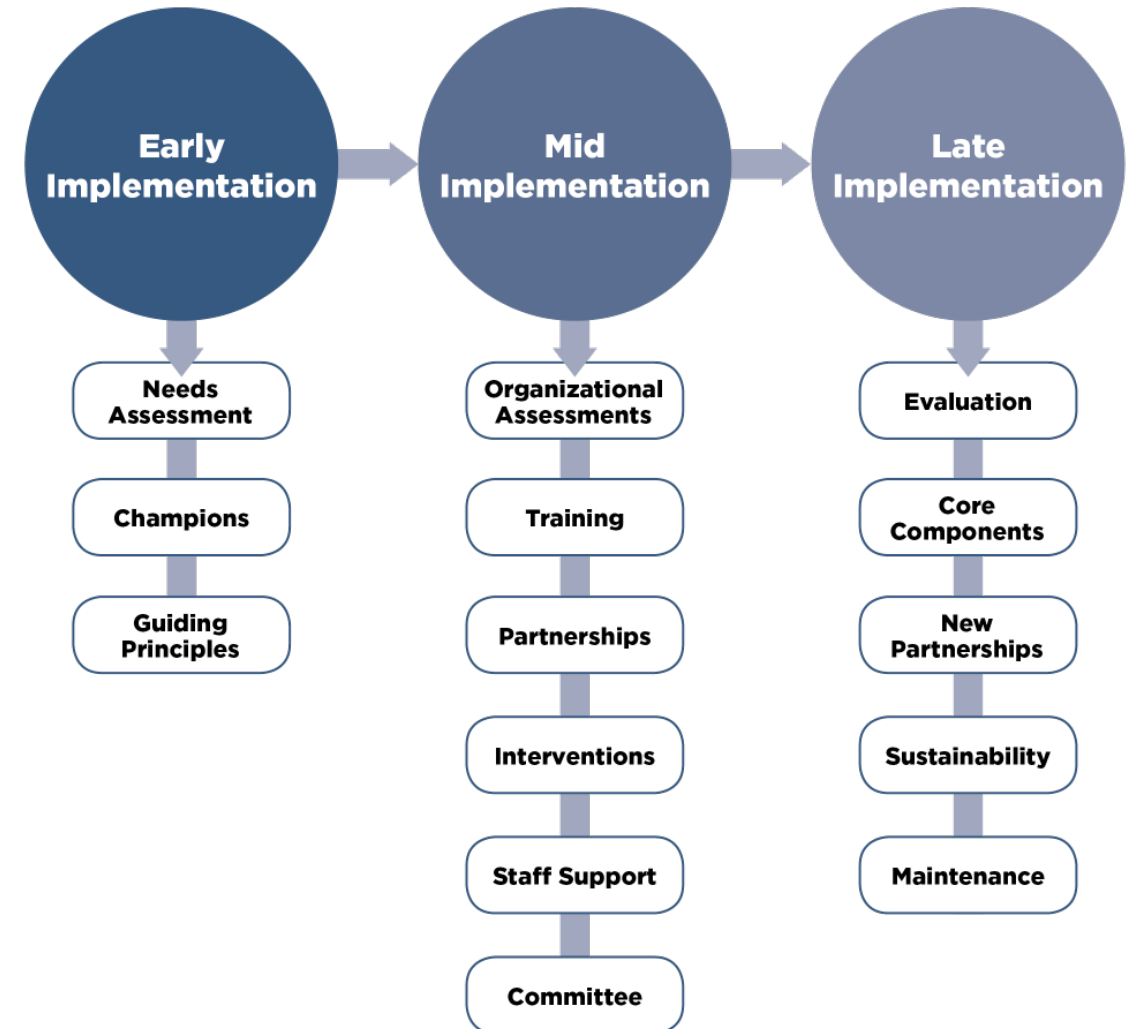 Early
Implementation
Mid
Implementation
Late
Implementation
Needs
Assessment
Champions
Guiding
Principles
Organizational
Assessments
Training
Partnerships
Interventions
Staff Support
Committee
Evaluation
Core
Components
New
Partnerships
Sustainability
Maintenance